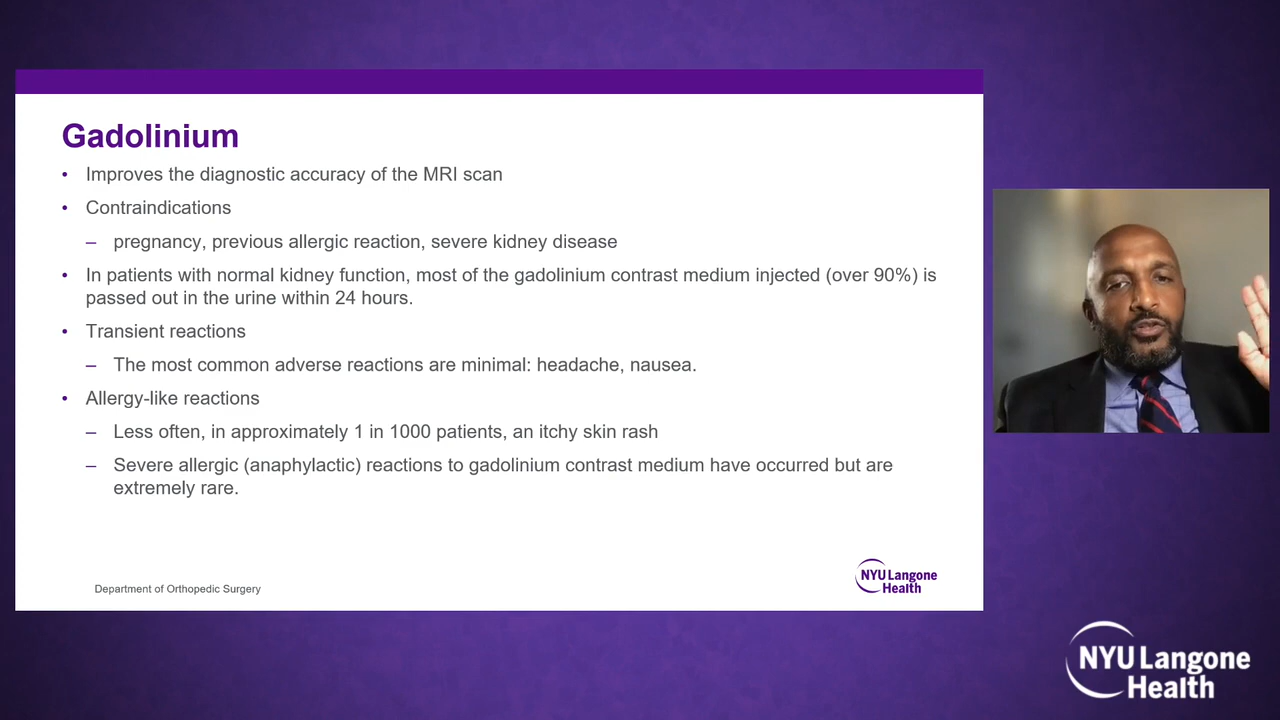 Gadolinium
• Improves the diagnostic accuracy of the MRI scan
• Contraindications
– pregnancy, previous allergic reaction, severe kidney disease
• In patients with normal kidney function, most of the gadolinium contrast medium injected (over 90%) is
passed out in the urine within 24 hours.
• Transient reactions
– The most common adverse reactions are minimal: headache, nausea.
• Allergy-like reactions
– Less often, in approximately 1 in 1000 patients, an itchy skin rash
– Severe allergic (anaphylactic) reactions to gadolinium contrast medium have occurred but are
extremely rare.
Department of Orthopedic Surgery
NYU Langone
Health
NYU Langone
Health